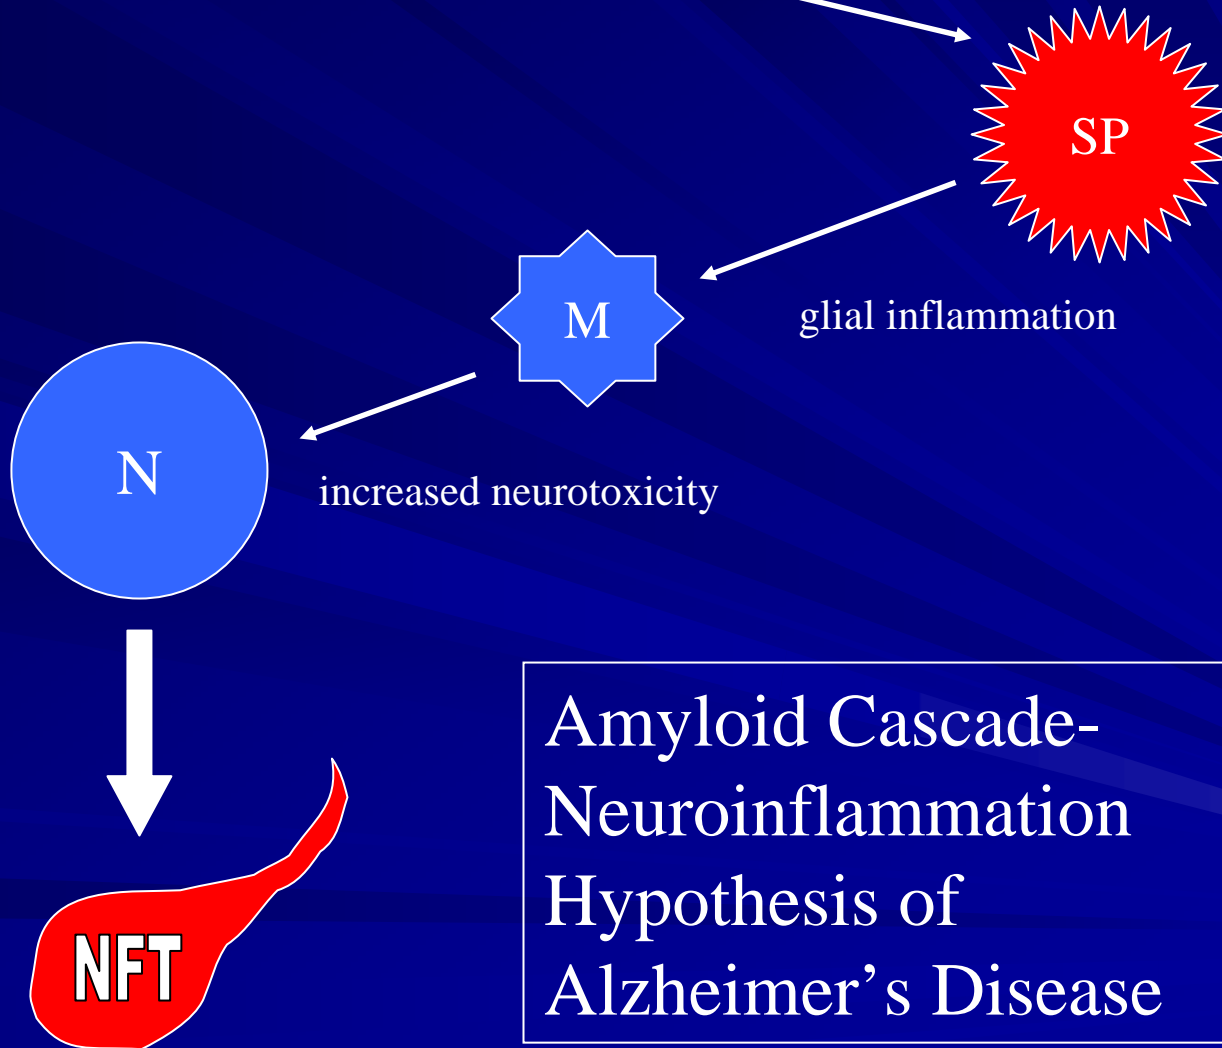 SP
M
glial inflammation
N
increased neurotoxicity
Amyloid Cascade-
Neuroinflammation
Hypothesis of
Alzheimer’s Disease
NFT